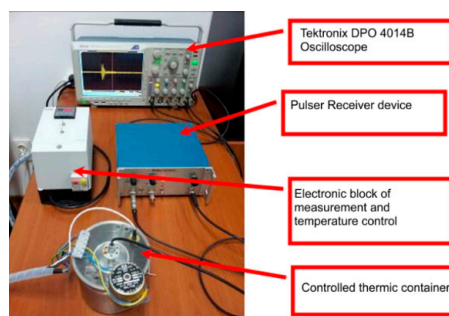 Tektronix DPO 4014B
Oscilloscope
Pulser Receiver device
Electronic block of
measurement and
temperature control
Controlled thermic container